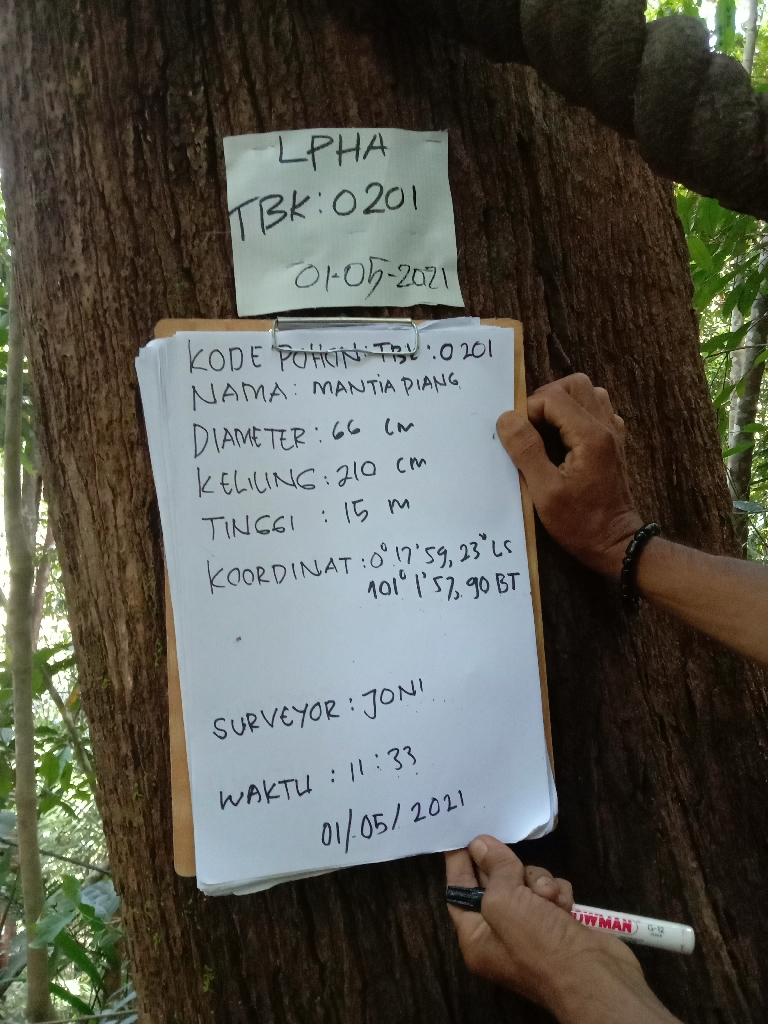 LPHA
TBK: 0201
01-05-2021
KODE POHON: TBK: 0201
NAMA: MANTIA PIANG
DIAMETER: 66 cm
KELILING: 210 cm
TINGGI : 15 m
KOORDINAT: 0° 17' 59, 23" LS
101° 1' 57, 90 BT
SURVEYOR: JONI
WAKTU : 11:33
01/05/2021
OWMAN
G-12